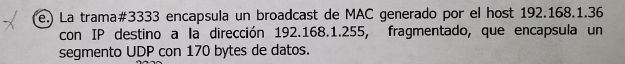 e. La trama#3333 encapsula un broadcast de MAC generado por el host 192.168.1.36
con IP destino a la dirección 192.168.1.255, fragmentado, que encapsula un
segmento UDP con 170 bytes de datos.